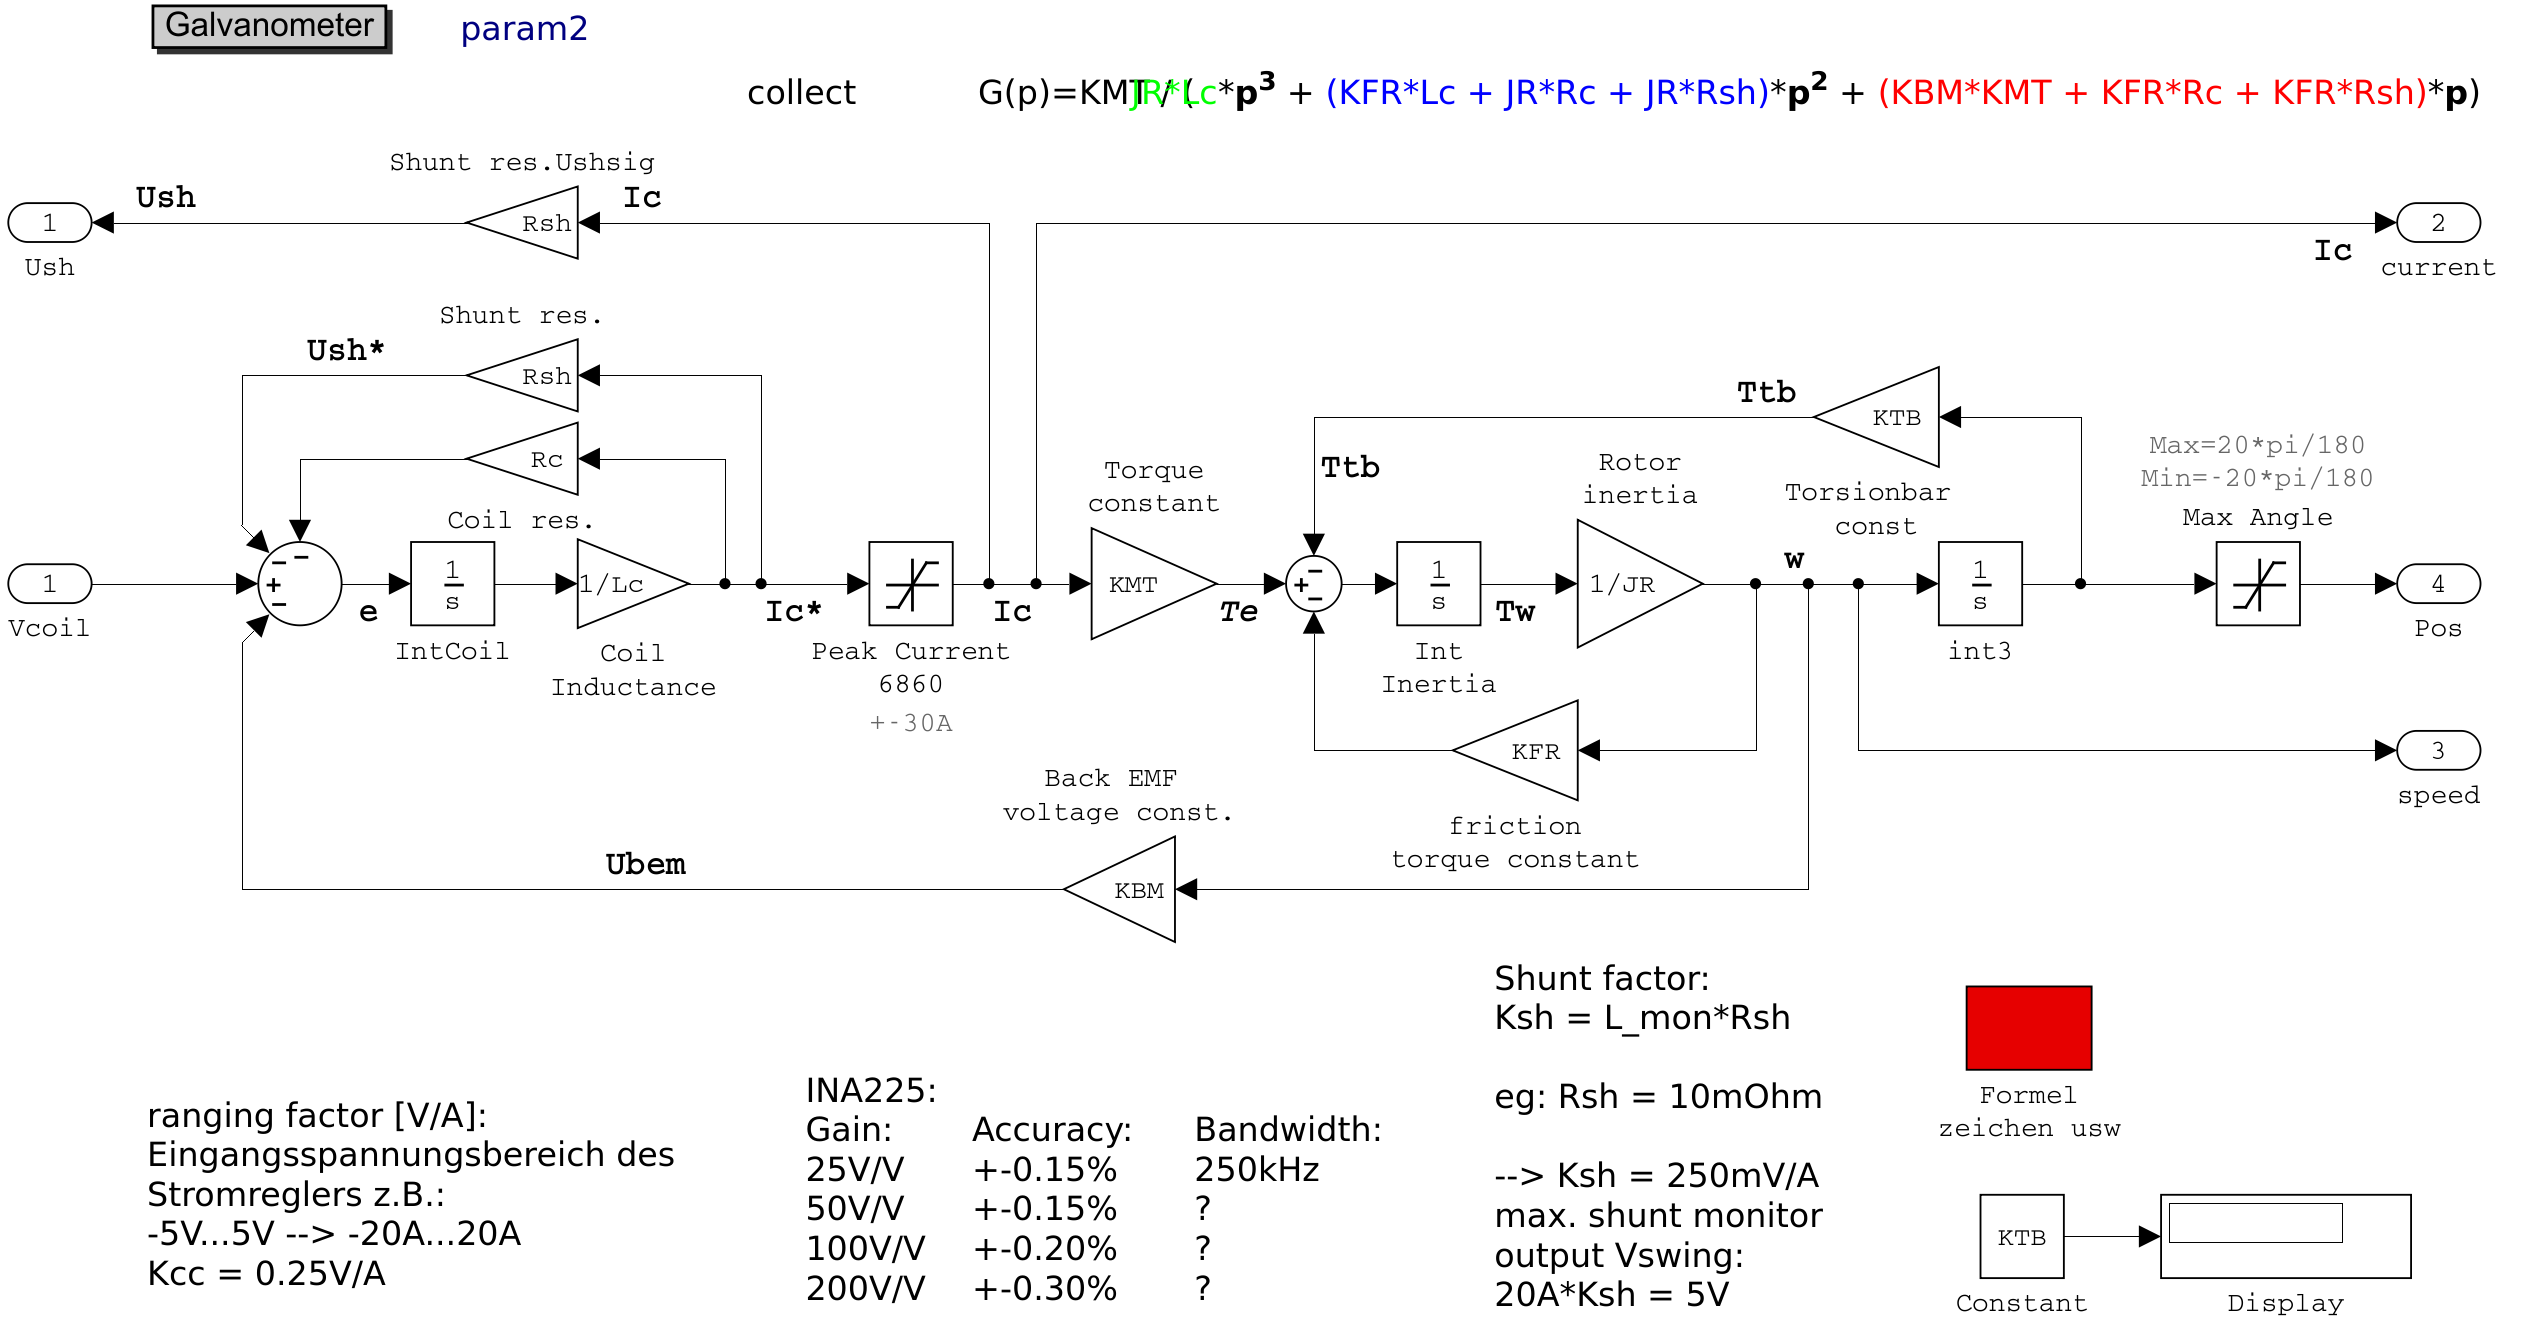 Galvanometer
param2
collect
G(p)=KMT / (JR*Lc*p³ + (KFR*Lc + JR*Rc + JR*Rsh)*p² + (KBM*KMT + KFR*Rc + KFR*Rsh)*p)
Shunt res.Ushsig
Ush
Ic
1
Rsh
2
Ush
Ic
current
Shunt res.
Ush*
Rsh
Rc
Coil res.
Ttb
KTB
Ttb
Torque
constant
Rotor
inertia
Torsionbar
const
Max=20*pi/180
Min=-20*pi/180
Max Angle
1
Vcoil
−
−
+
−
e
1
s
IntCoil
1/Lc
Coil
Inductance
Ic*
Peak Current
6860
+-30A
Ic
KMT
Te
−
+
−
1
s
Int
Inertia
Tw
1/JR
w
1
s
int3
4
Pos
KFR
friction
torque constant
3
speed
Back EMF
voltage const.
Ubem
KBM
ranging factor [V/A]:
Eingangsspannungsbereich des
Stromreglers z.B.:
-5V...5V --> -20A...20A
Kcc = 0.25V/A
INA225:
Gain: Accuracy: Bandwidth:
25V/V +-0.15% 250kHz
50V/V +-0.15% ?
100V/V +-0.20% ?
200V/V +-0.30% ?
Shunt factor:
Ksh = L_mon*Rsh
eg: Rsh = 10mOhm
--> Ksh = 250mV/A
max. shunt monitor
output Vswing:
20A*Ksh = 5V
Formel
zeichen usw
KTB
Constant
Display